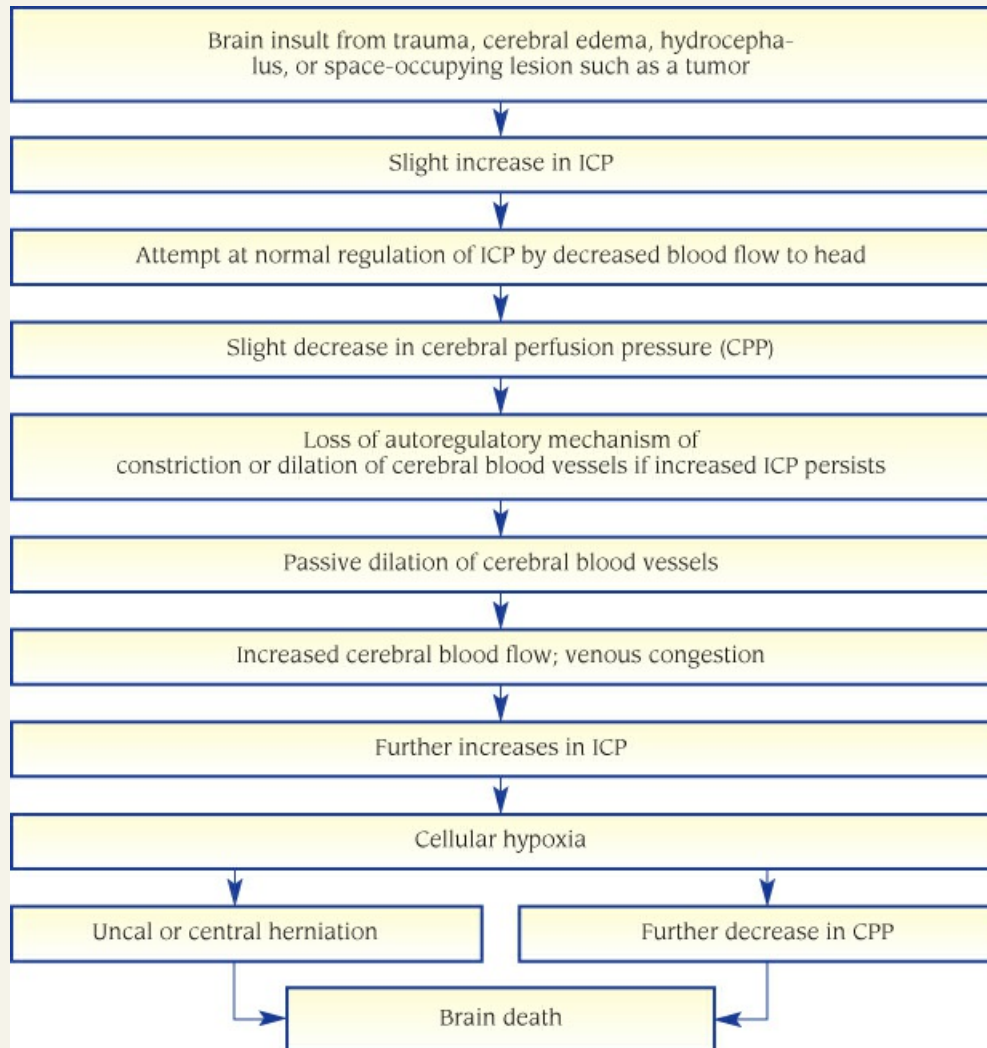 Brain insult from trauma, cerebral edema, hydrocepha-
lus, or space-occupying lesion such as a tumor
Slight increase in ICP
Attempt at normal regulation of ICP by decreased blood flow to head
Slight decrease in cerebral perfusion pressure (CPP)
Loss of autoregulatory mechanism of
constriction or dilation of cerebral blood vessels if increased ICP persists
Passive dilation of cerebral blood vessels
Increased cerebral blood flow; venous congestion
Further increases in ICP
Cellular hypoxia
Uncal or central herniation
Further decrease in CPP
Brain death